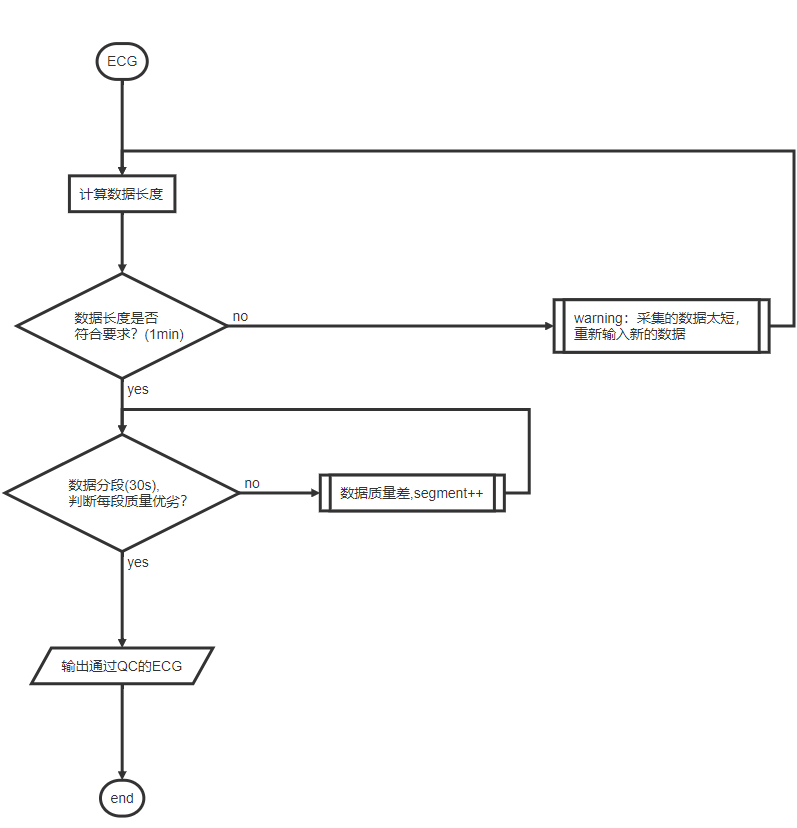 ECG
计算数据长度
数据长度是否
符合要求？(1min)
no
warning：采集的数据太短，
重新输入新的数据
yes
数据分段(30s),
判断每段质量优劣？
no
数据质量差,segment++
yes
输出通过QC的ECG
end